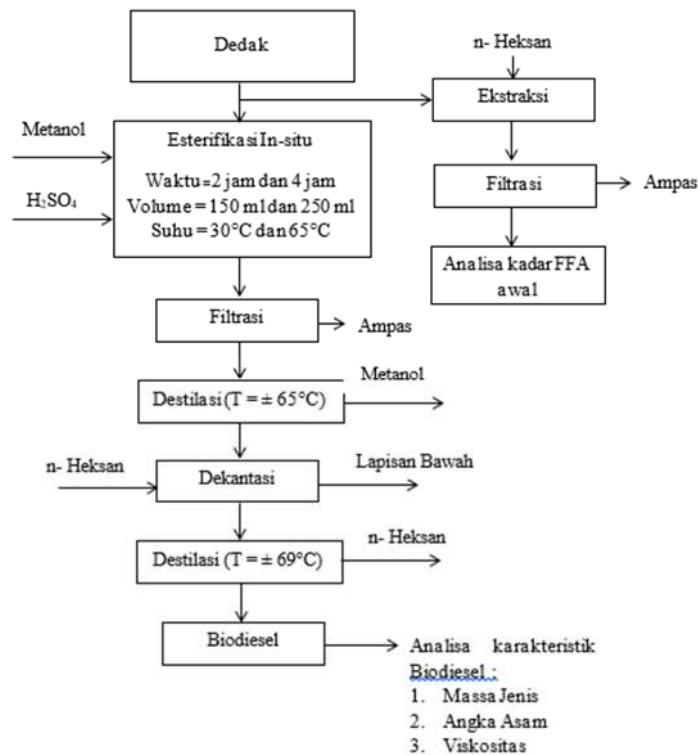 Dedak
n- Heksan
Ekstraksi
Metanol
H₂SO₄
Esterifikasi In-situ
Waktu=2 jam dan 4 jam
Volume = 150 ml dan 250 ml
Suhu = 30°C dan 65°C
Filtrasi
Ampas
Analisa kadar FFA
awal
Filtrasi
Ampas
Metanol
Destilasi (T = ± 65°C)
n- Heksan
Dekantasi
Lapisan Bawah
n- Heksan
Destilasi (T = ± 69°C)
Biodiesel
Analisa karakteristik
Biodiesel :
1. Massa Jenis
2. Angka Asam
3. Viskositas